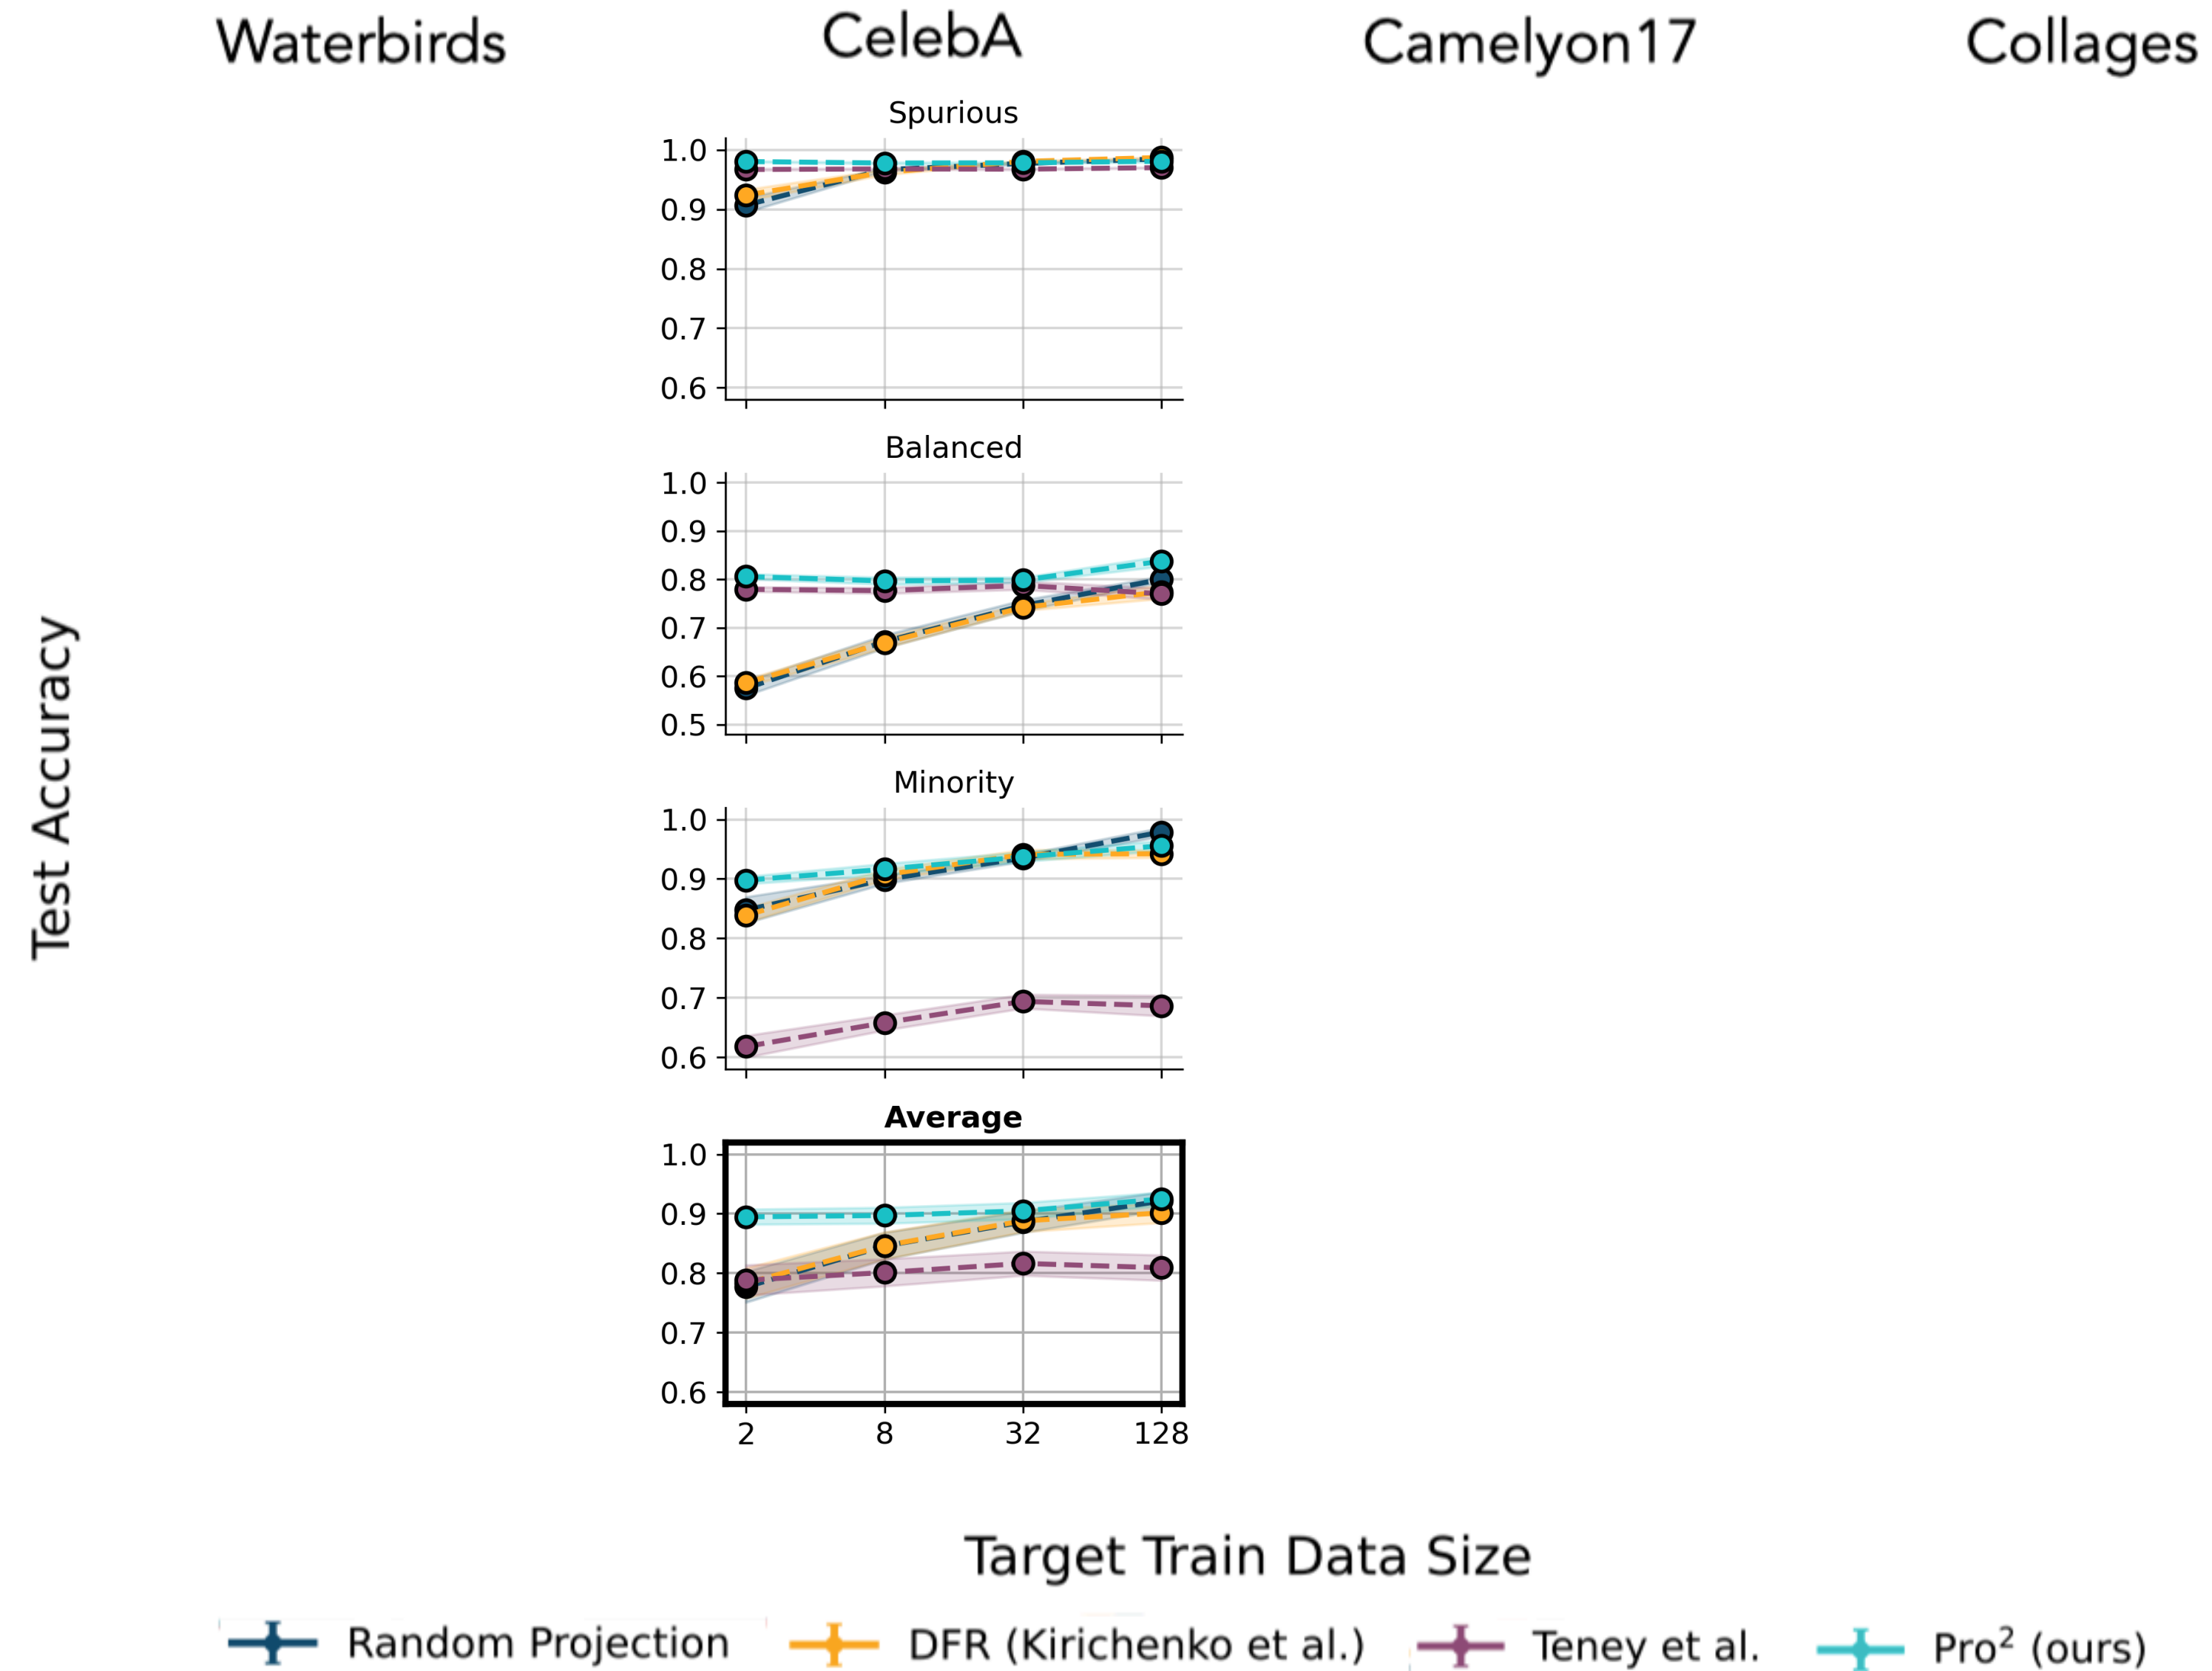 Waterbirds CelebA Camelyon17 Collages
Spurious
1.0
0.9
0.8
0.7
0.6
Balanced
1.0
0.9
0.8
0.7
0.6
0.5
Minority
1.0
0.9
0.8
0.7
0.6
Average
1.0
0.9
0.8
0.7
0.6
2 8 32 128
Test Accuracy
Target Train Data Size
Random Projection DFR (Kirichenko et al.) Teney et al. Pro² (ours)